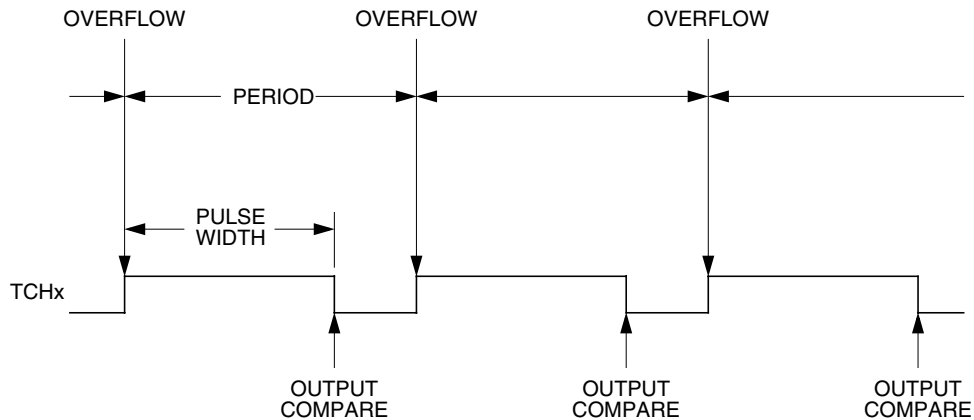 OVERFLOW OVERFLOW OVERFLOW
PERIOD
PULSE
WIDTH
TCHx
OUTPUT
COMPARE
OUTPUT
COMPARE
OUTPUT
COMPARE